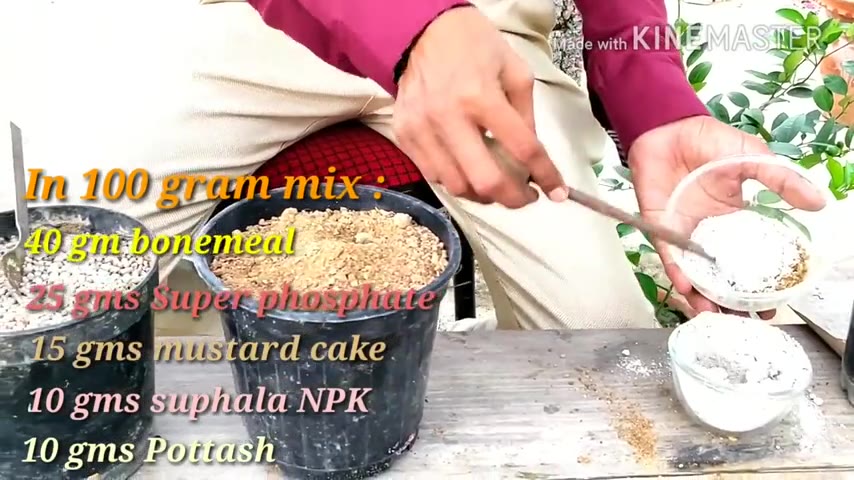 Made with KINEMASTER
In 100 gram mix :
40 gm bonemeal
25 gms Super phosphate
15 gms mustard cake
10 gms suphala NPK
10 gms Pottash